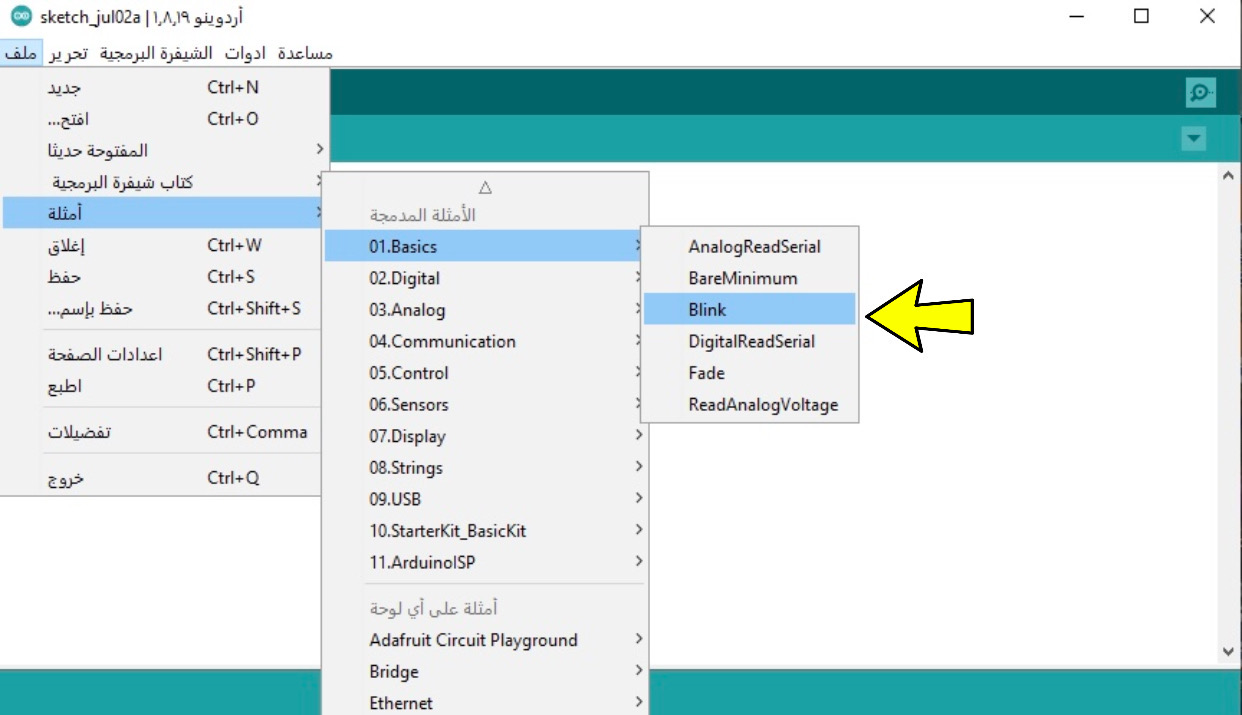 sketch_jul02a | أردوينو ١,٨,١٩
ملف تحرير الشيفرة البرمجية ادوات مساعدة
جديد Ctrl+N
افتح... Ctrl+O
المفتوحة حديثا
كتاب شيفرة البرمجية
أمثلة
إغلاق Ctrl+W
حفظ Ctrl+S
حفظ بإسم... Ctrl+Shift+S
اعدادات الصفحة Ctrl+Shift+P
اطبع Ctrl+P
تفضيلات Ctrl+Comma
خروج Ctrl+Q
الأمثلة المدمجة
01.Basics
02.Digital
03.Analog
04.Communication
05.Control
06.Sensors
07.Display
08.Strings
09.USB
10.StarterKit_BasicKit
11.ArduinoISP
أمثلة على أي لوحة
Adafruit Circuit Playground
Bridge
Ethernet
AnalogReadSerial
BareMinimum
Blink
DigitalReadSerial
Fade
ReadAnalogVoltage